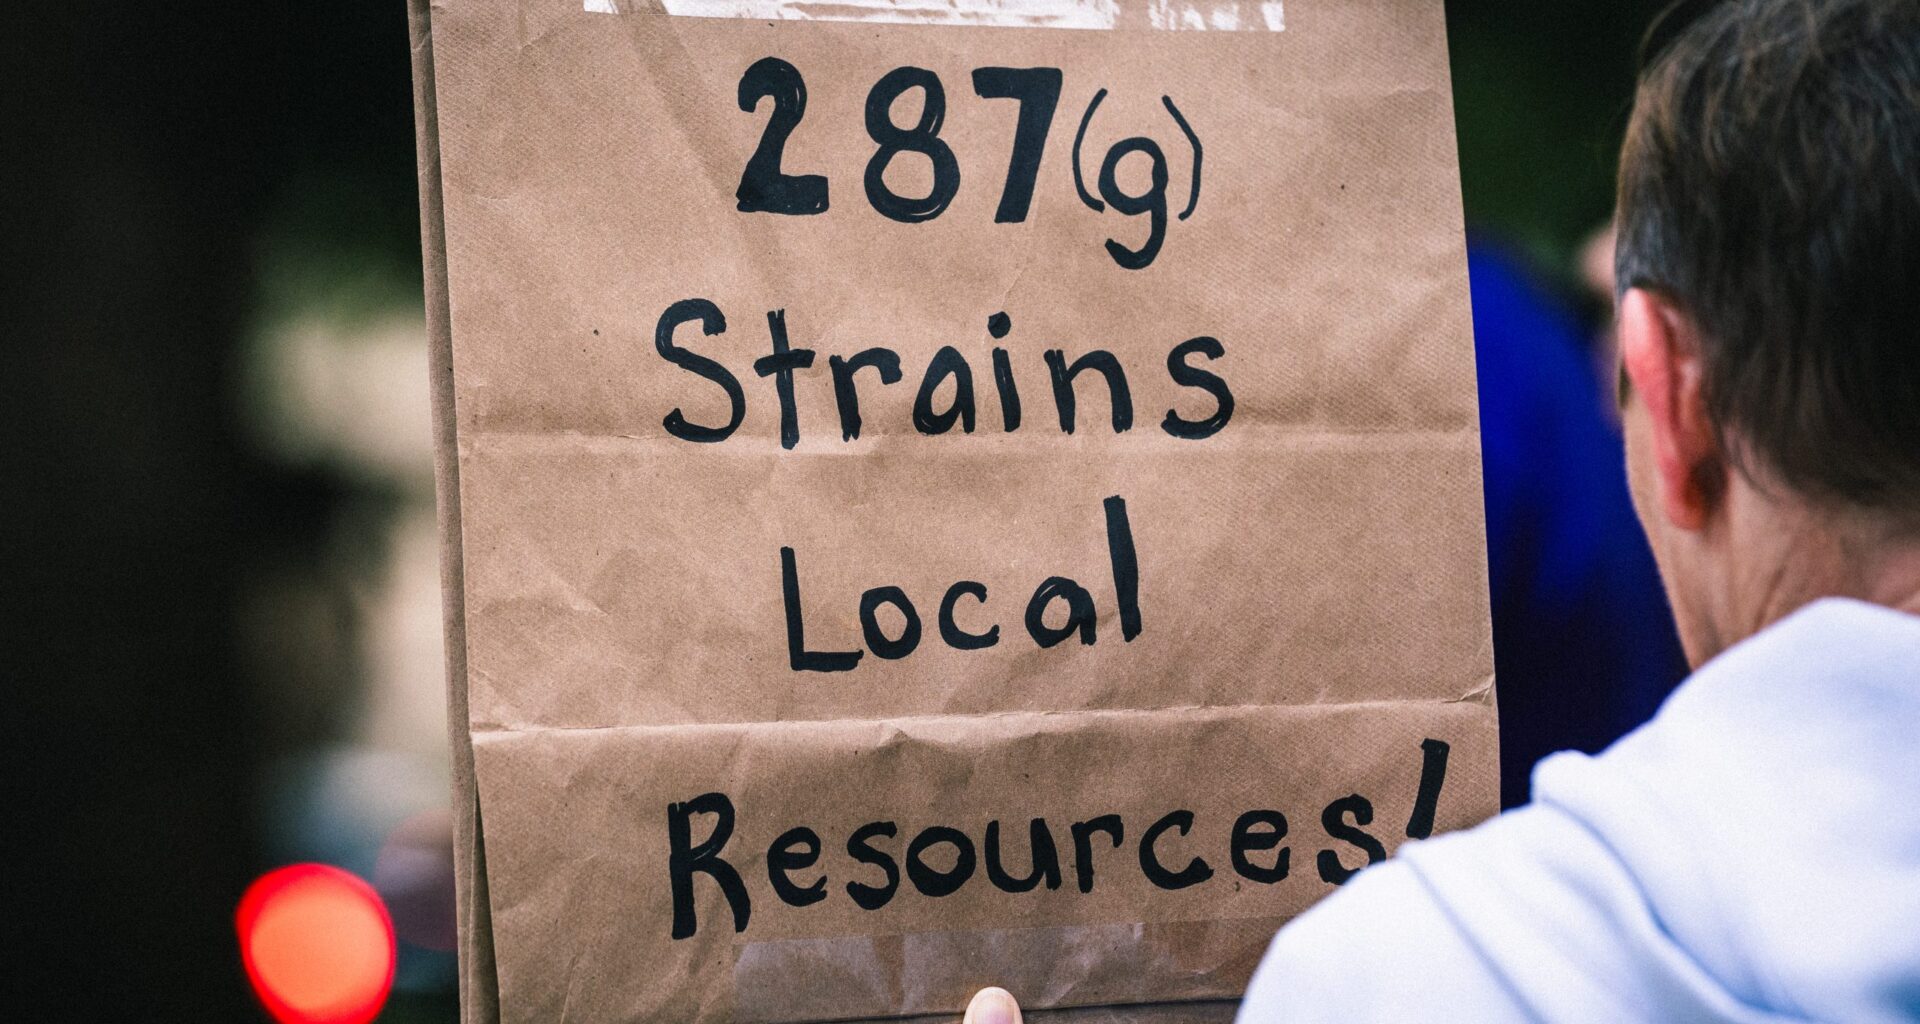 287(g)
Strains
Local
Resources!